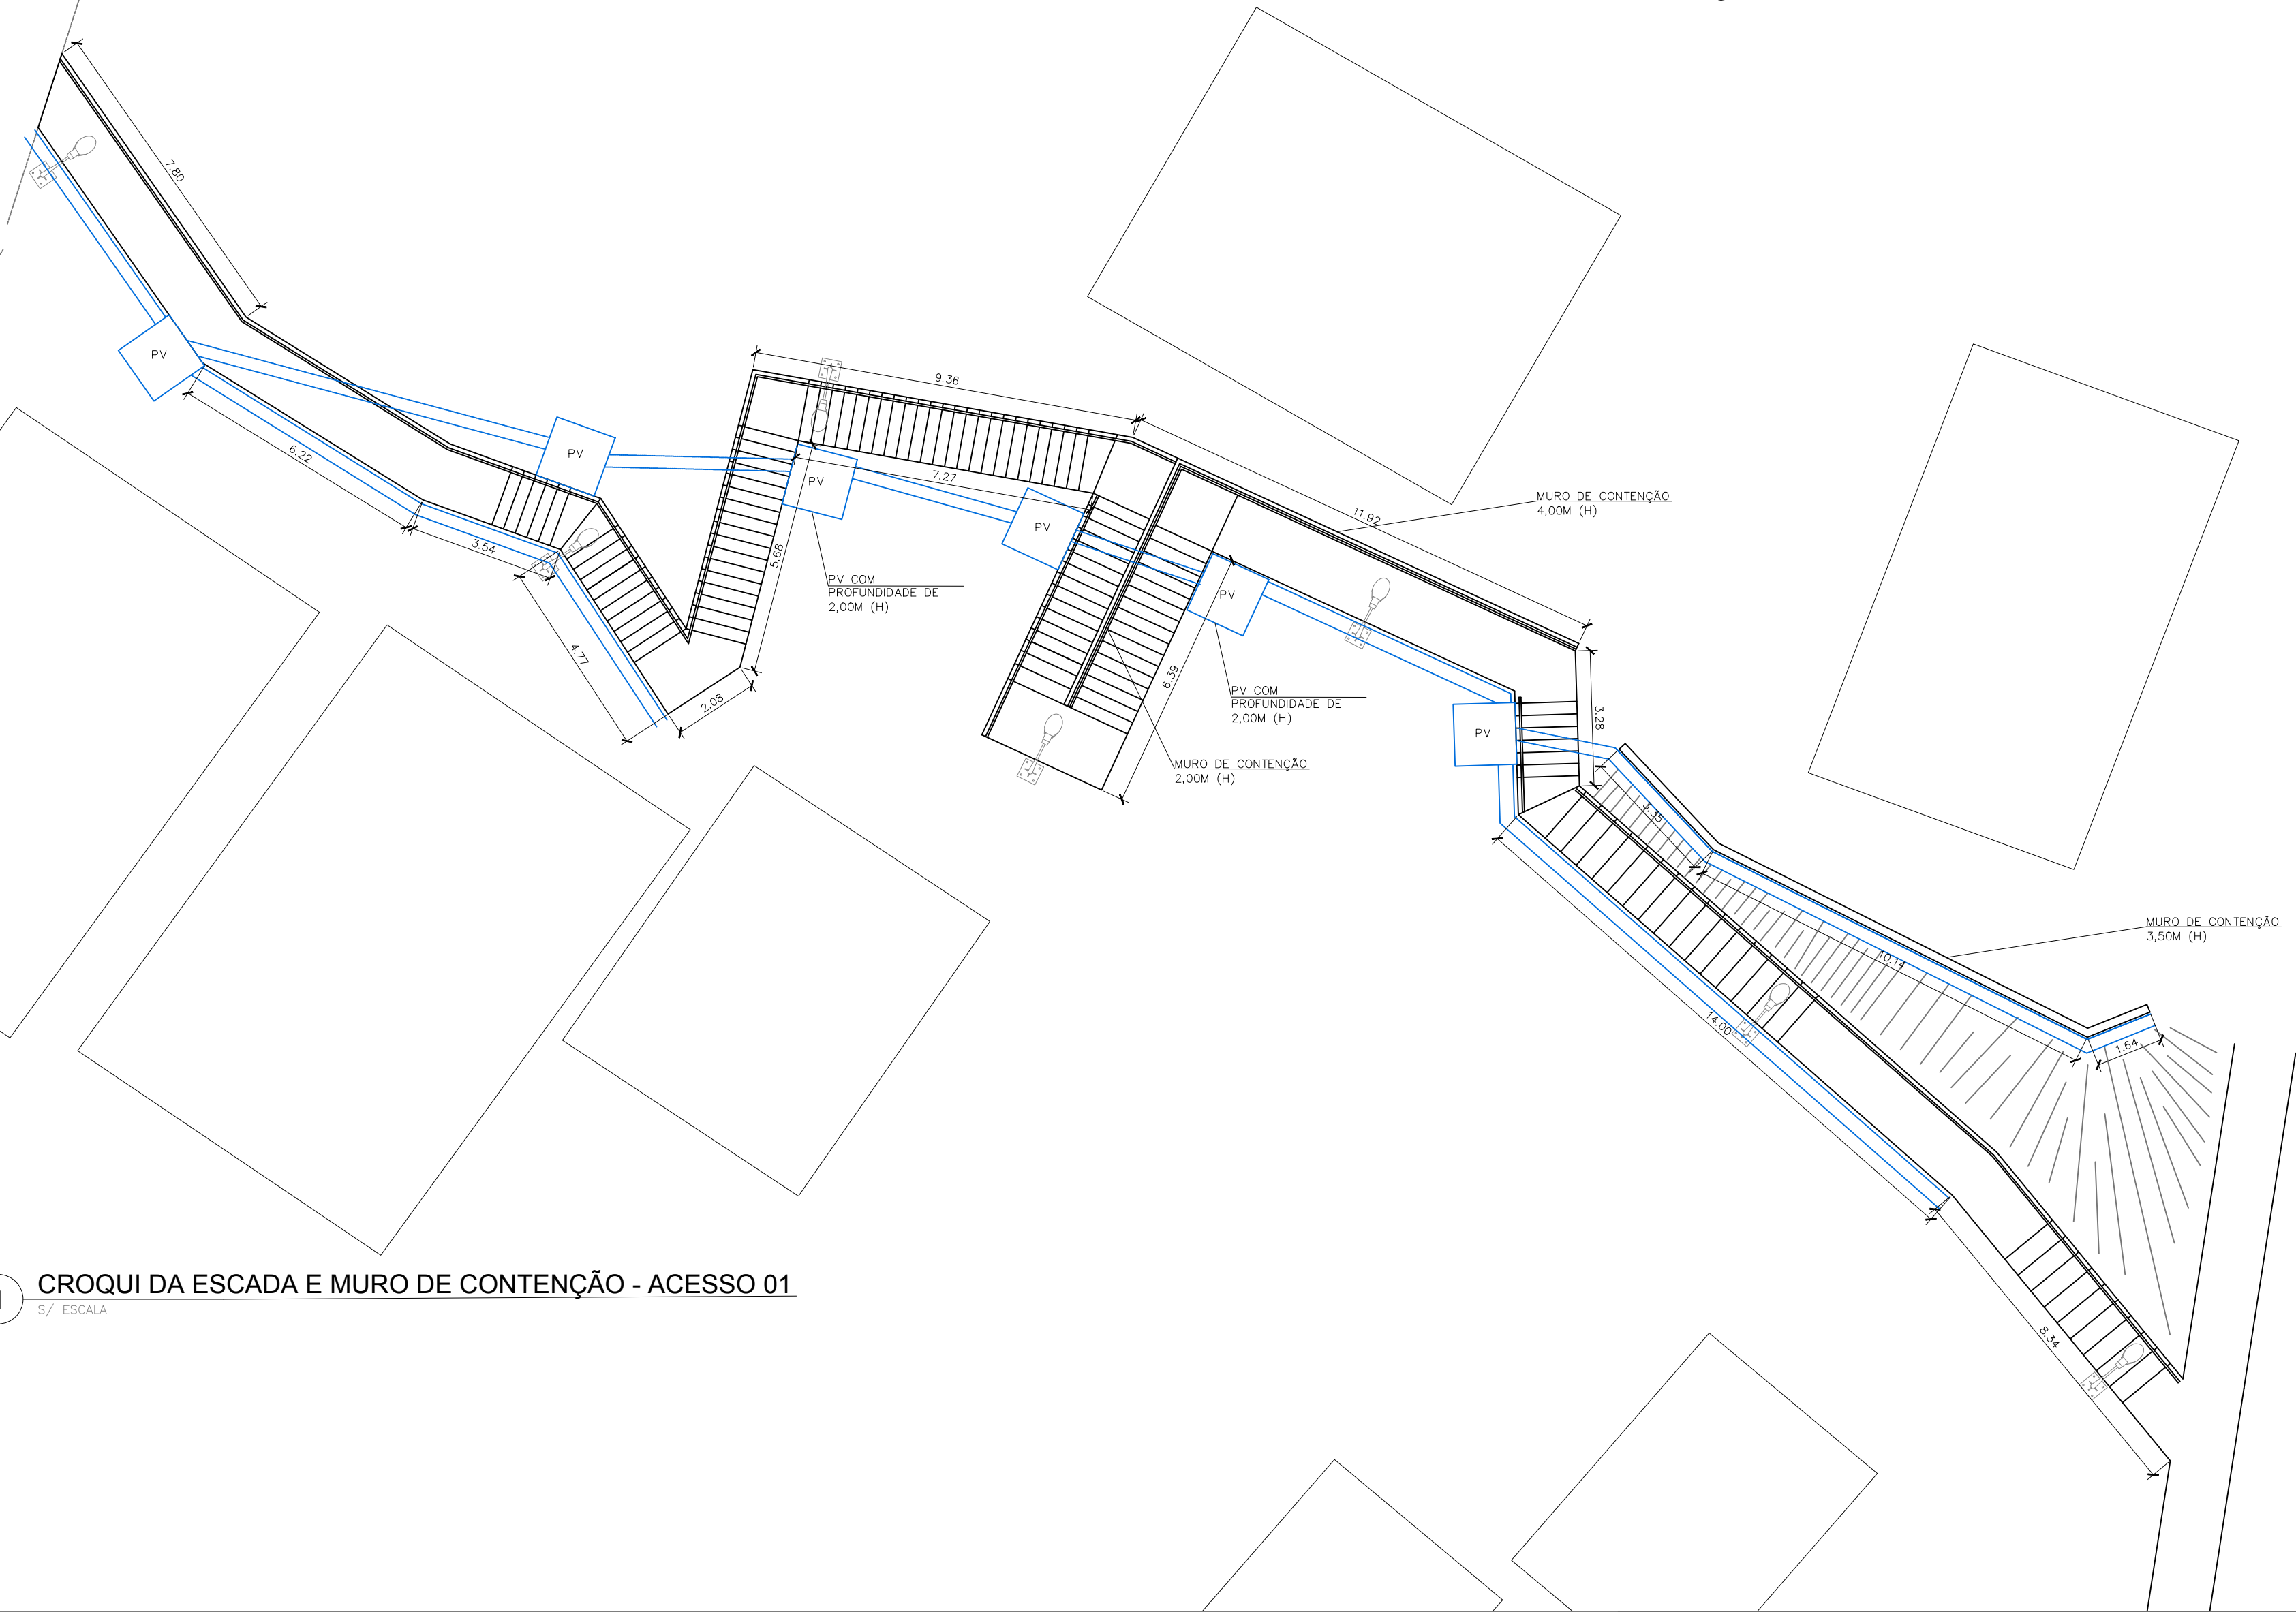 7.80
PV
6.22
PV
3.54
4.77
2.08
9.36
7.27
PV
5.68
PV COM
PROFUNDIDADE DE
2,00M (H)
PV
11.92
MURO DE CONTENÇÃO
4,00M (H)
PV
6.39
PV COM
PROFUNDIDADE DE
2,00M (H)
MURO DE CONTENÇÃO
2,00M (H)
PV
3.28
3.35
10.14
MURO DE CONTENÇÃO
3,50M (H)
1.64
14.00
8.34
CROQUI DA ESCADA E MURO DE CONTENÇÃO - ACESSO 01
S/ ESCALA